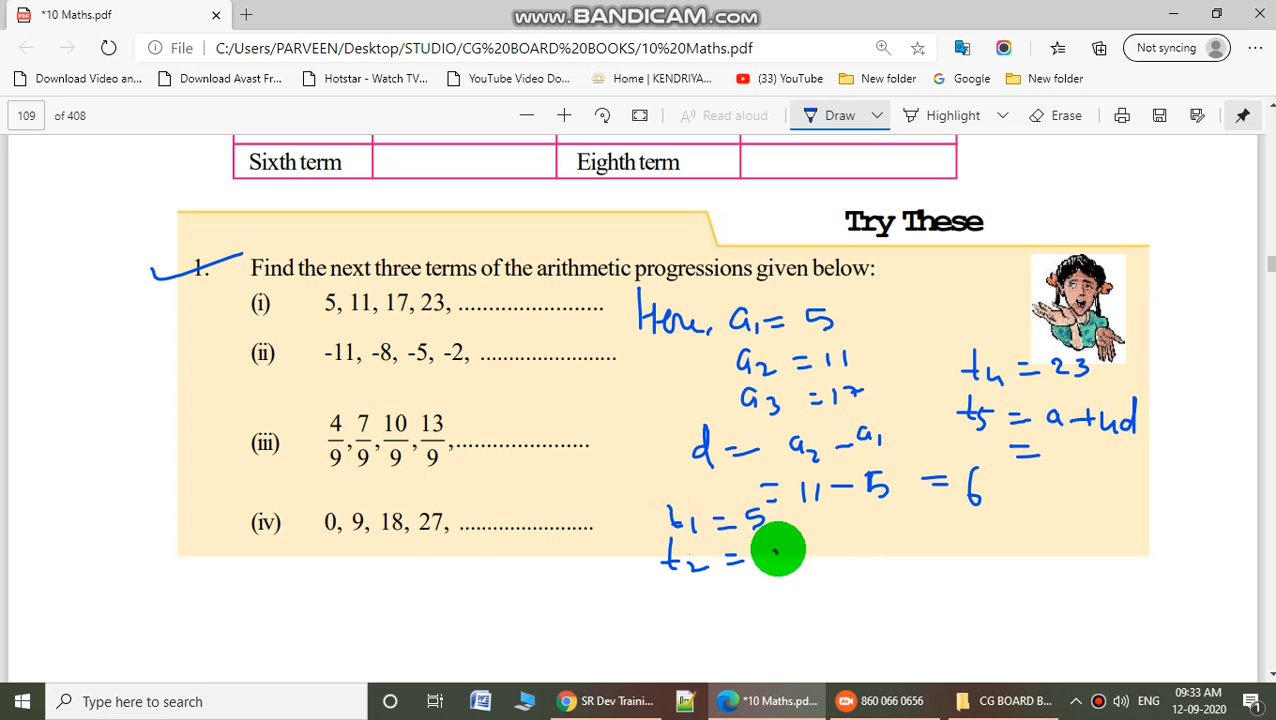 *10 Maths.pdf
www.BANDICAM.com
File C:/Users/PARVEEN/Desktop/STUDIO/CG%20BOARD%20BOOKS/10%20Maths.pdf
Not syncing
Download Video an...
Download Avast Fr...
Hotstar - Watch TV...
YouTube Video Do...
Home | KENDRIYA...
(33) YouTube
New folder
Google
New folder
109 of 408
Read aloud
Draw
Highlight
Erase
Sixth term
Eighth term
Try These
1. Find the next three terms of the arithmetic progressions given below:
(i) 5, 11, 17, 23, ........................
(ii) -11, -8, -5, -2, ......................
(iii) 4/9, 7/9, 10/9, 13/9, ......................
(iv) 0, 9, 18, 27, ......................
Here, a1 = 5
a2 = 11
a3 = 17
d = a2 - a1
= 11 - 5 = 6
t1 = 5
t2 =
t4 = 23
t5 = a + 4d
=
Type here to search
SR Dev Traini...
*10 Maths.pd...
860 066 0656
CG BOARD B...
ENG
09:33 AM
12-09-2020
1